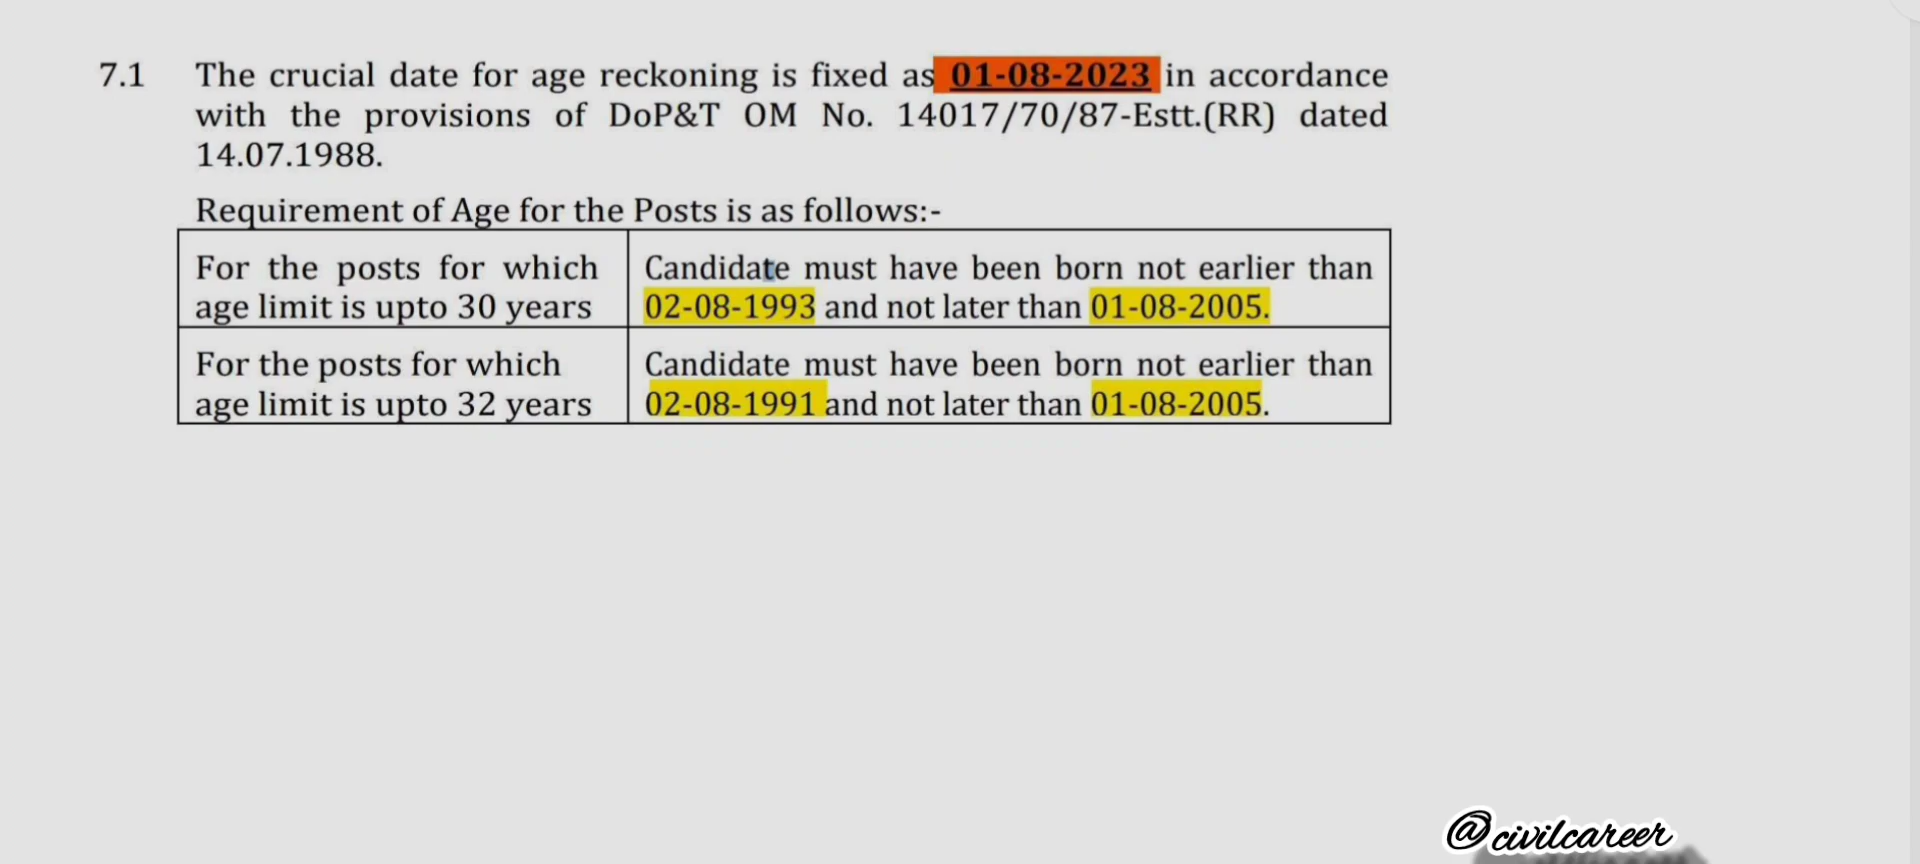 7.1 The crucial date for age reckoning is fixed as 01-08-2023 in accordance
with the provisions of DoP&T OM No. 14017/70/87-Estt.(RR) dated
14.07.1988.
Requirement of Age for the Posts is as follows:-
For the posts for which
age limit is upto 30 years
Candidate must have been born not earlier than
02-08-1993 and not later than 01-08-2005.
For the posts for which
age limit is upto 32 years
Candidate must have been born not earlier than
02-08-1991 and not later than 01-08-2005.
@civilcareer